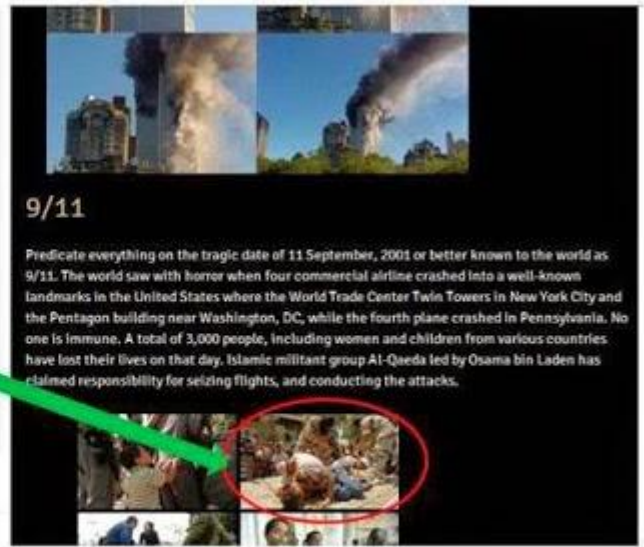 9/11
Predicate everything on the tragic date of 11 September, 2001 or better known to the world as
9/11. The world saw with horror when four commercial airline crashed into a well-known
landmarks in the United States where the World Trade Center Twin Towers in New York City and
the Pentagon building near Washington, DC, while the fourth plane crashed in Pennsylvania. No
one is immune. A total of 3,000 people, including women and children from various countries
have lost their lives on that day. Islamic militant group Al-Qaeda led by Osama bin Laden has
claimed responsibility for seizing flights, and conducting the attacks.